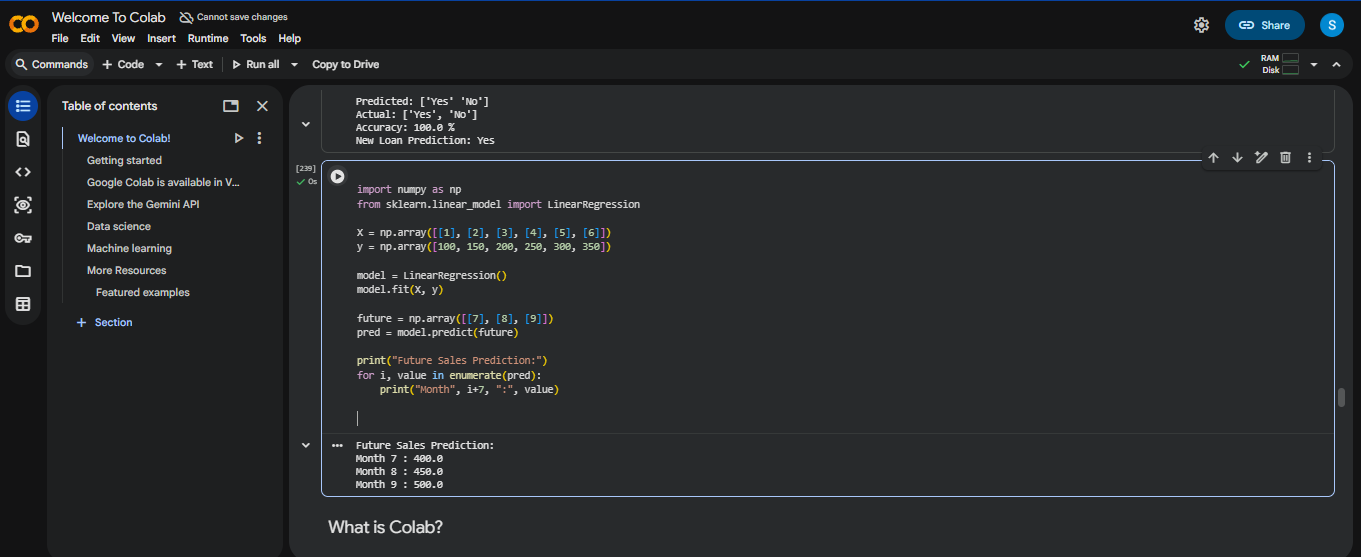 Welcome To Colab
Cannot save changes
File Edit View Insert Runtime Tools Help
Share
S
Commands + Code + Text Run all Copy to Drive
RAM
Disk
Table of contents
Welcome to Colab!
Getting started
Google Colab is available in V...
Explore the Gemini API
Data science
Machine learning
More Resources
Featured examples
+ Section
Predicted: ['Yes' 'No']
Actual: ['Yes', 'No']
Accuracy: 100.0 %
New Loan Prediction: Yes
[239]
0s
import numpy as np
from sklearn.linear_model import LinearRegression
X = np.array([[1], [2], [3], [4], [5], [6]])
y = np.array([100, 150, 200, 250, 300, 350])
model = LinearRegression()
model.fit(X, y)
future = np.array([[7], [8], [9]])
pred = model.predict(future)
print("Future Sales Prediction:")
for i, value in enumerate(pred):
    print("Month", i+7, ":", value)
Future Sales Prediction:
Month 7 : 400.0
Month 8 : 450.0
Month 9 : 500.0
What is Colab?